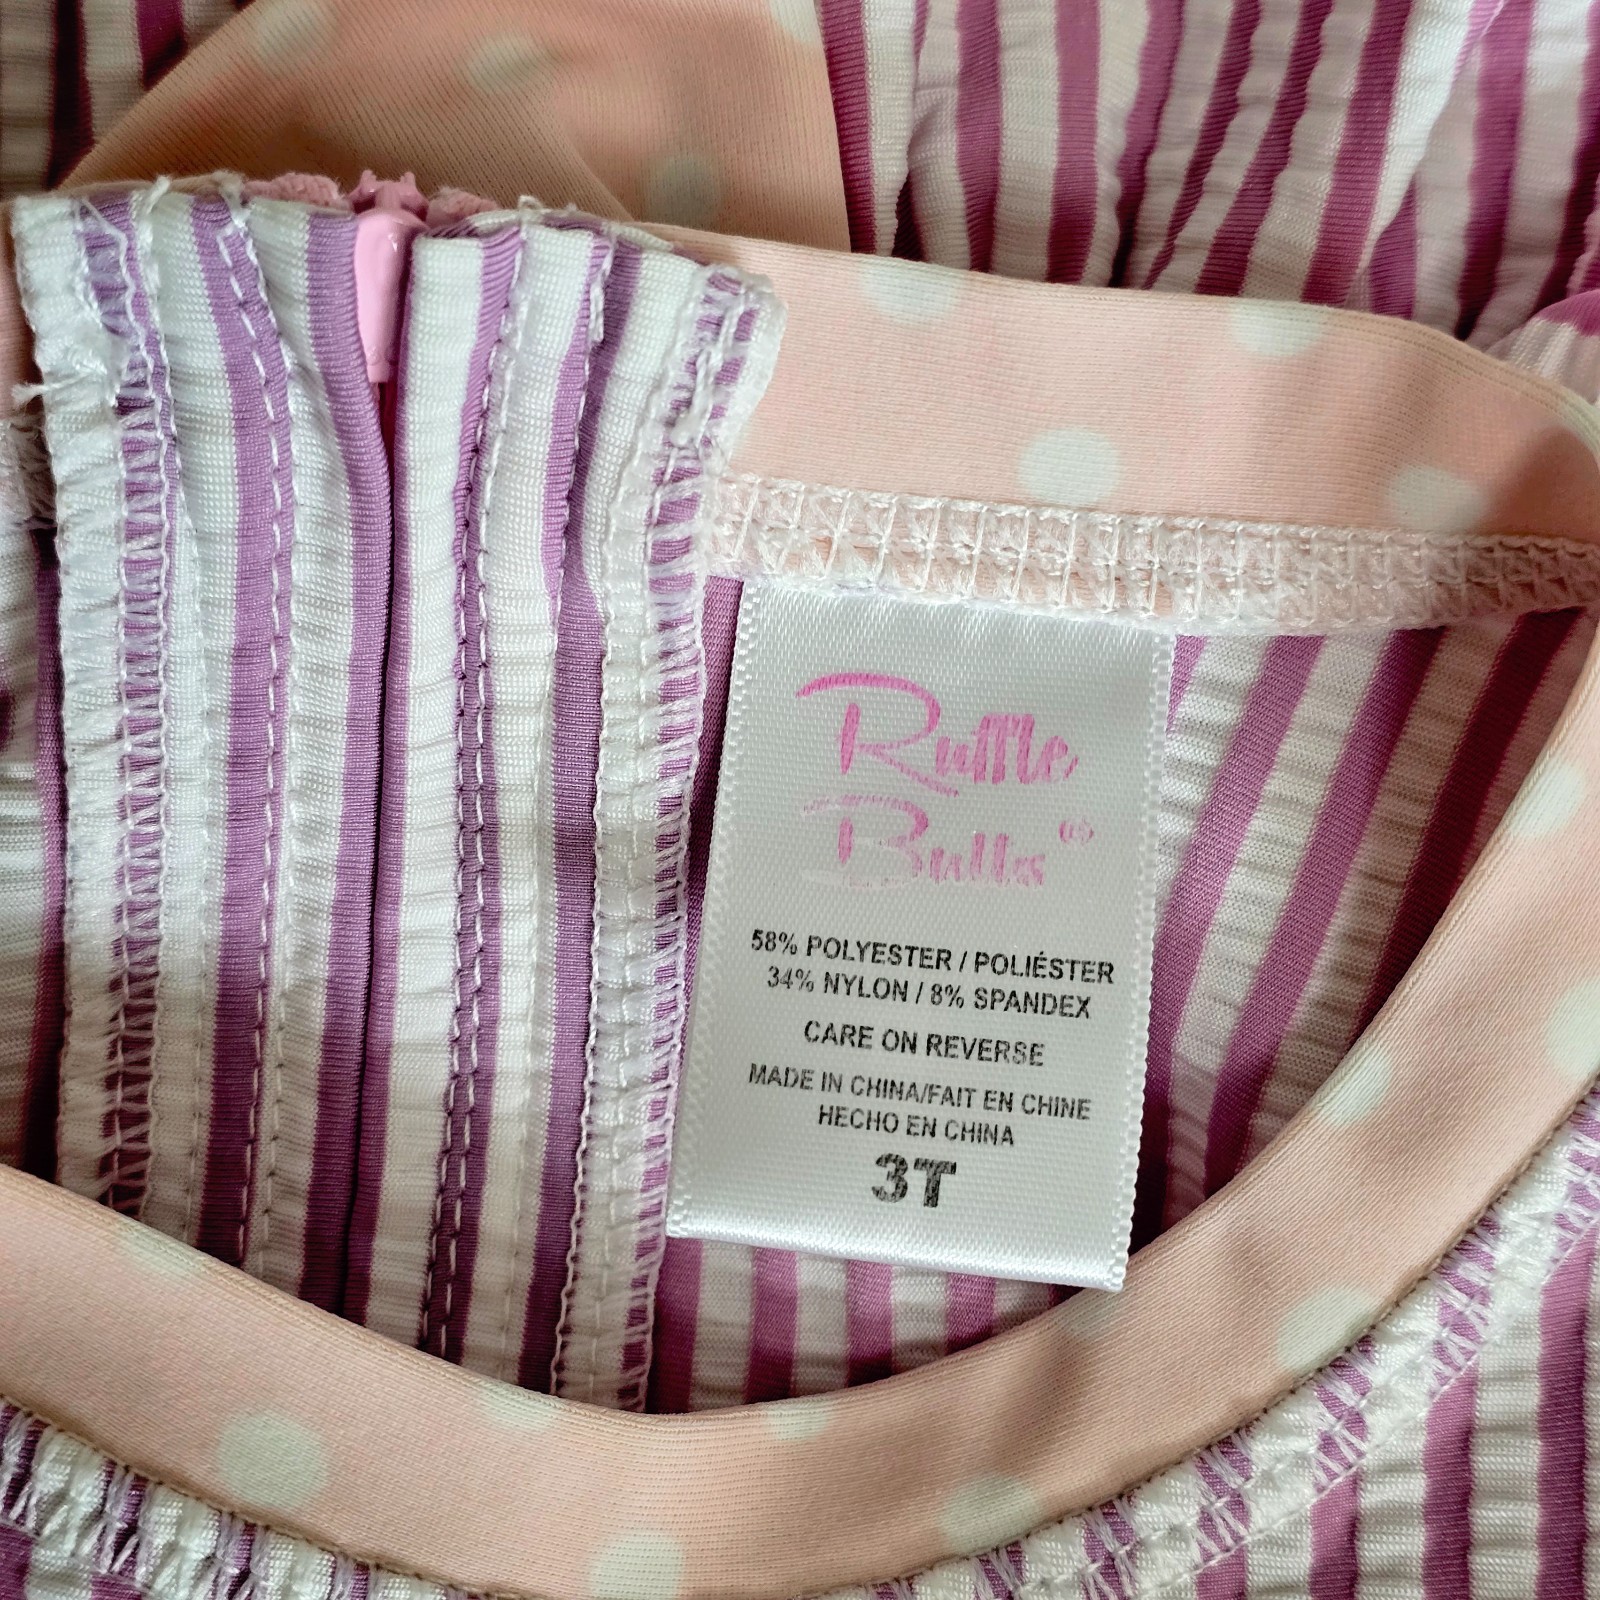 Ruffle
Butts ®
58% POLYESTER / POLIÉSTER
34% NYLON / 8% SPANDEX
CARE ON REVERSE
MADE IN CHINA/FAIT EN CHINE
HECHO EN CHINA
3T